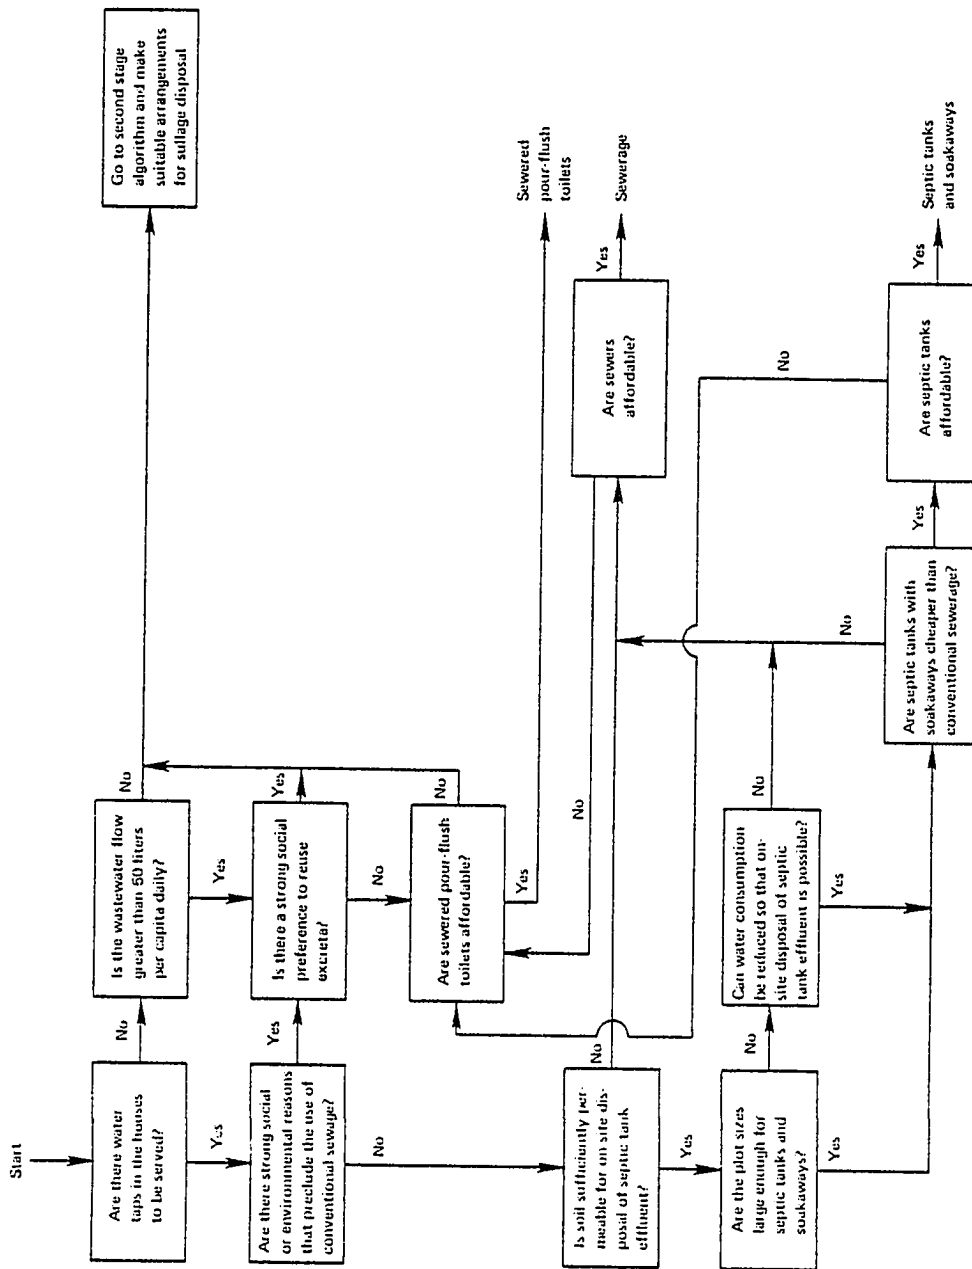 Start
Are there water
taps in the houses
to be served?
No
Is the wastewater flow
greater than 50 liters
per capita daily?
No
Go to second stage
algorithm and make
suitable arrangements
for sullage disposal
Yes
Yes
Are there strong social
or environmental reasons
that preclude the use of
conventional sewage?
Yes
Is there a strong social
preference to reuse
excreta?
Yes
No
No
Are sewered pour-flush
toilets affordable?
No
Yes
Sewered
pour-flush
toilets
No
Are sewers
affordable?
Yes
Sewerage
Is soil sufficiently per-
meable for on site dis-
posal of septic tank
effluent?
No
Yes
No
Are the plot sizes
large enough for
septic tanks and
soakaways?
No
Can water consumption
be reduced so that on-
site disposal of septic
tank effluent is possible?
No
Yes
Yes
No
Are septic tanks with
soakaways cheaper than
conventional sewerage?
Yes
Are septic tanks
affordable?
Yes
Septic tanks
and soakaways